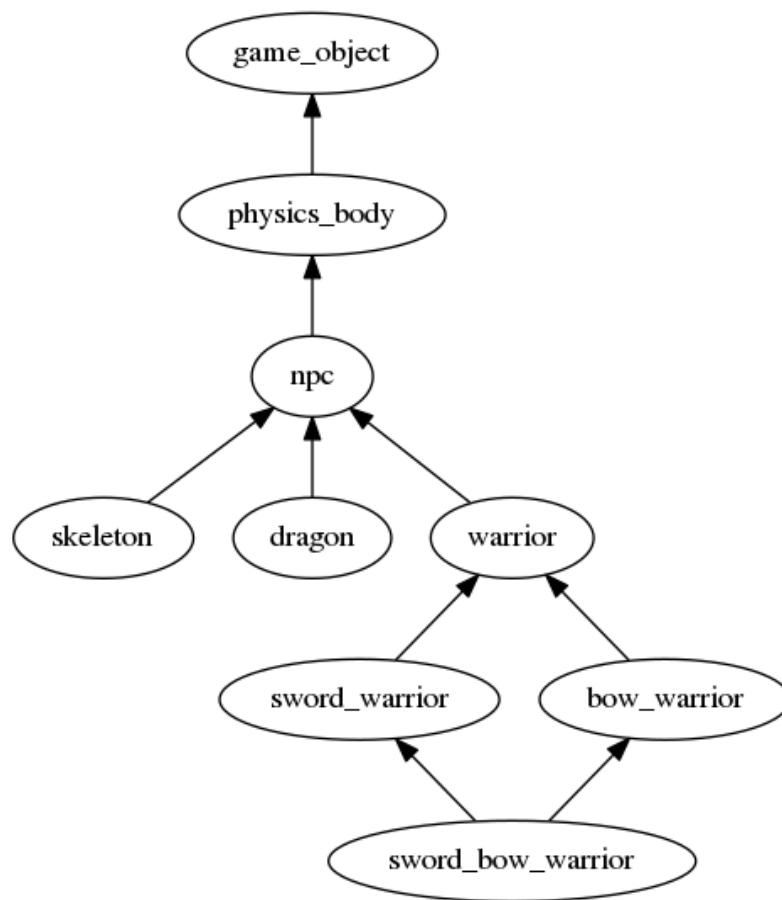 game_object
physics_body
npc
skeleton
dragon
warrior
sword_warrior
bow_warrior
sword_bow_warrior